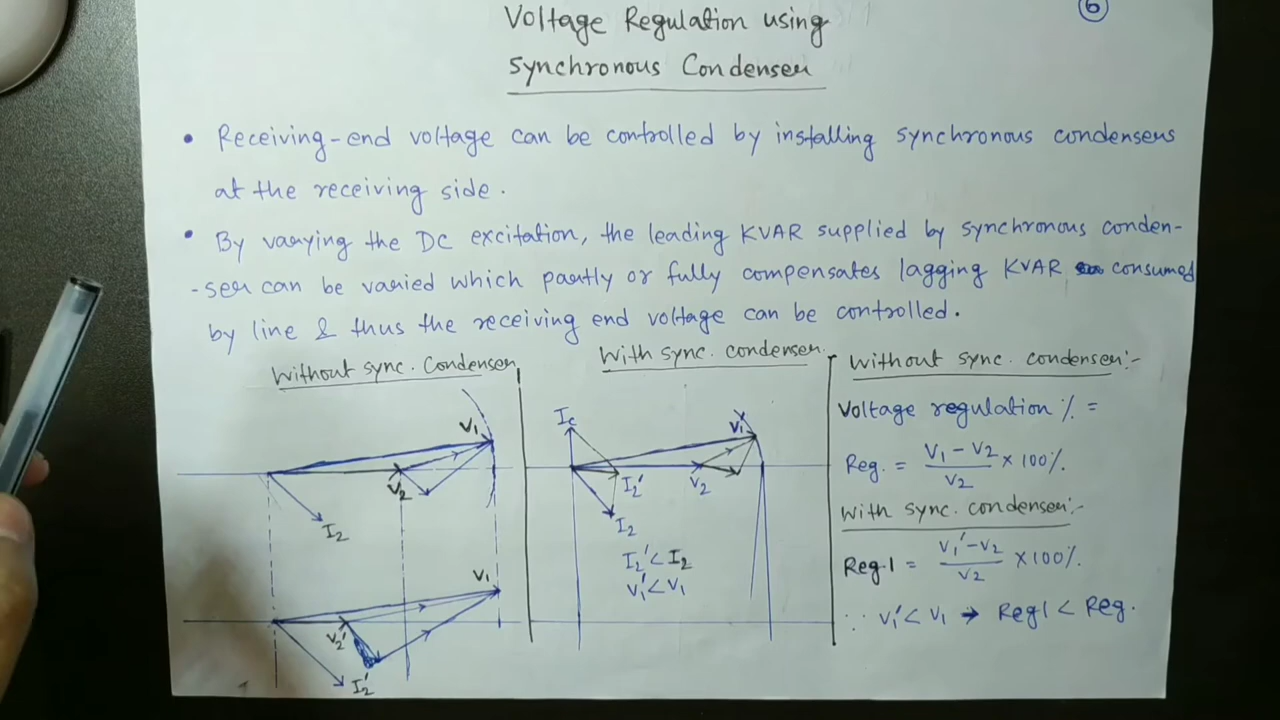 6
Voltage Regulation using
Synchronous Condenser
• Receiving-end voltage can be controlled by installing synchronous condensers
at the receiving side.
• By varying the DC excitation, the leading KVAR supplied by synchronous conden-
-ser can be varied which partly or fully compensates lagging KVAR consumed
by line & thus the receiving end voltage can be controlled.
Without sync. Condenser
V1
V2
I2
V1
V2'
I2'
With sync. condenser
Ic
V1'
I2'
V2
I2
I2' < I2
V1' < V1
Without sync. condenser:-
Voltage regulation % =
Reg. = V1 - V2 / V2 × 100%.
With sync. condenser:-
Reg.1 = V1' - V2 / V2 × 100%.
∵ V1' < V1 → Reg1 < Reg.